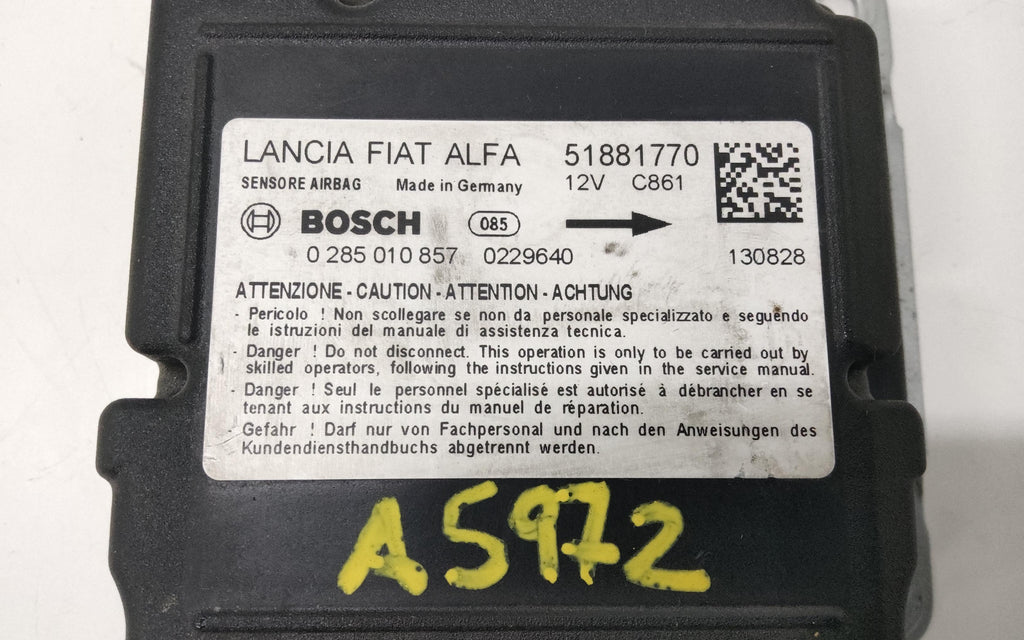 LANCIA FIAT ALFA 51881770
SENSORE AIRBAG Made in Germany 12V C861
BOSCH 085
0 285 010 857 0229640 130828
ATTENZIONE - CAUTION - ATTENTION - ACHTUNG
- Pericolo ! Non scollegare se non da personale specializzato e seguendo
le istruzioni del manuale di assistenza tecnica.
- Danger ! Do not disconnect. This operation is only to be carried out by
skilled operators, following the instructions given in the service manual.
- Danger ! Seul le personnel spécialisé est autorisé à débrancher en se
tenant aux instructions du manuel de réparation.
- Gefahr ! Darf nur von Fachpersonal und nach den Anweisungen des
Kundendiensthandbuchs abgetrennt werden.
A5972